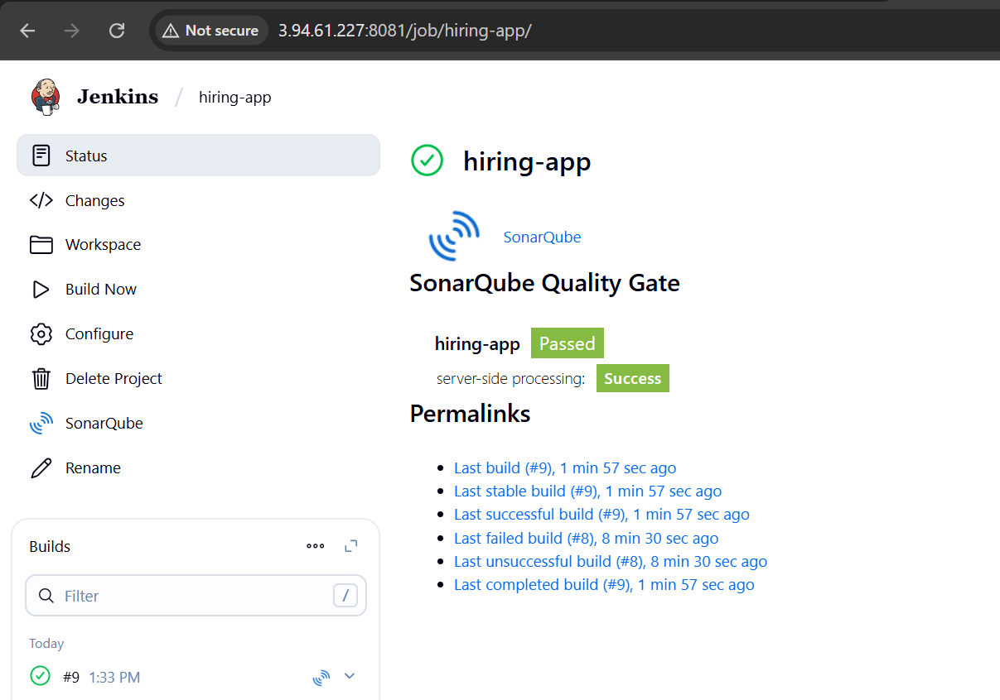 Not secure 3.94.61.227:8081/job/hiring-app/
Jenkins / hiring-app
Status
Changes
Workspace
Build Now
Configure
Delete Project
SonarQube
Rename
Builds
Filter /
Today
#9 1:33 PM
hiring-app
SonarQube
SonarQube Quality Gate
hiring-app Passed
server-side processing: Success
Permalinks
Last build (#9), 1 min 57 sec ago
Last stable build (#9), 1 min 57 sec ago
Last successful build (#9), 1 min 57 sec ago
Last failed build (#8), 8 min 30 sec ago
Last unsuccessful build (#8), 8 min 30 sec ago
Last completed build (#9), 1 min 57 sec ago